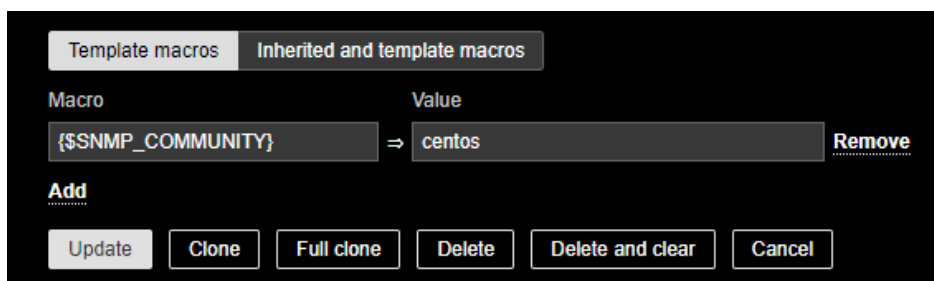 Template macros Inherited and template macros
Macro Value
{$SNMP_COMMUNITY} ⇒ centos Remove
Add
Update Clone Full clone Delete Delete and clear Cancel